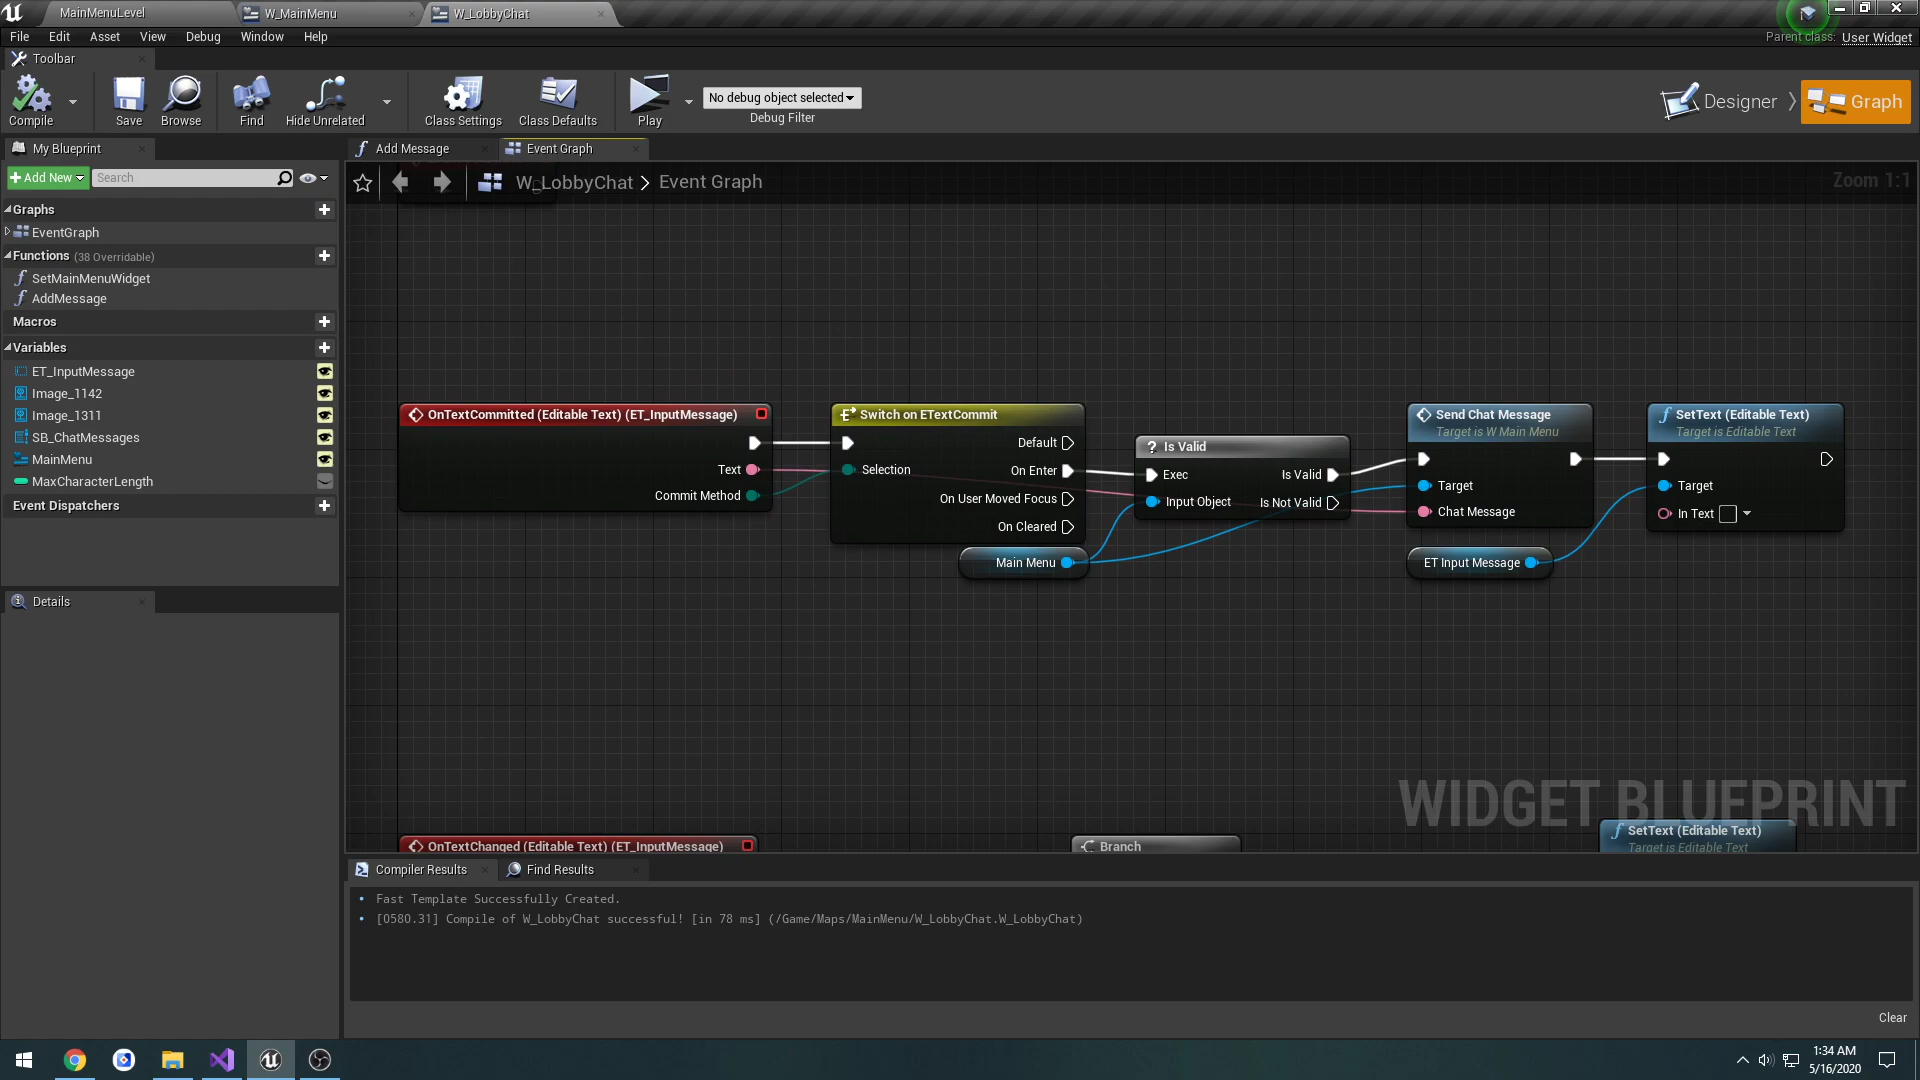 MainMenuLevel
W_MainMenu
W_LobbyChat
File Edit Asset View Debug Window Help
Parent class: User Widget
Toolbar
Compile
Save
Browse
Find
Hide Unrelated
Class Settings
Class Defaults
Play
No debug object selected
Debug Filter
Designer
Graph
My Blueprint
Add New
Search
Graphs
EventGraph
Functions (38 Overridable)
SetMainMenuWidget
AddMessage
Macros
Variables
ET_InputMessage
Image_1142
Image_1311
SB_ChatMessages
MainMenu
MaxCharacterLength
Event Dispatchers
Details
Add Message
Event Graph
W_LobbyChat > Event Graph
Zoom 1:1
OnTextCommitted (Editable Text) (ET_InputMessage)
Text
Commit Method
Switch on ETextCommit
Default
Selection
On Enter
On User Moved Focus
On Cleared
Main Menu
? Is Valid
Exec
Is Valid
Input Object
Is Not Valid
Send Chat Message
Target is W Main Menu
Target
Chat Message
ET Input Message
SetText (Editable Text)
Target is Editable Text
Target
In Text
WIDGET BLUEPRINT
OnTextChanged (Editable Text) (ET_InputMessage)
Branch
SetText (Editable Text)
Target is Editable Text
Compiler Results
Find Results
• Fast Template Successfully Created.
• [0580.31] Compile of W_LobbyChat successful! [in 78 ms] (/Game/Maps/MainMenu/W_LobbyChat.W_LobbyChat)
Clear
1:34 AM
5/16/2020